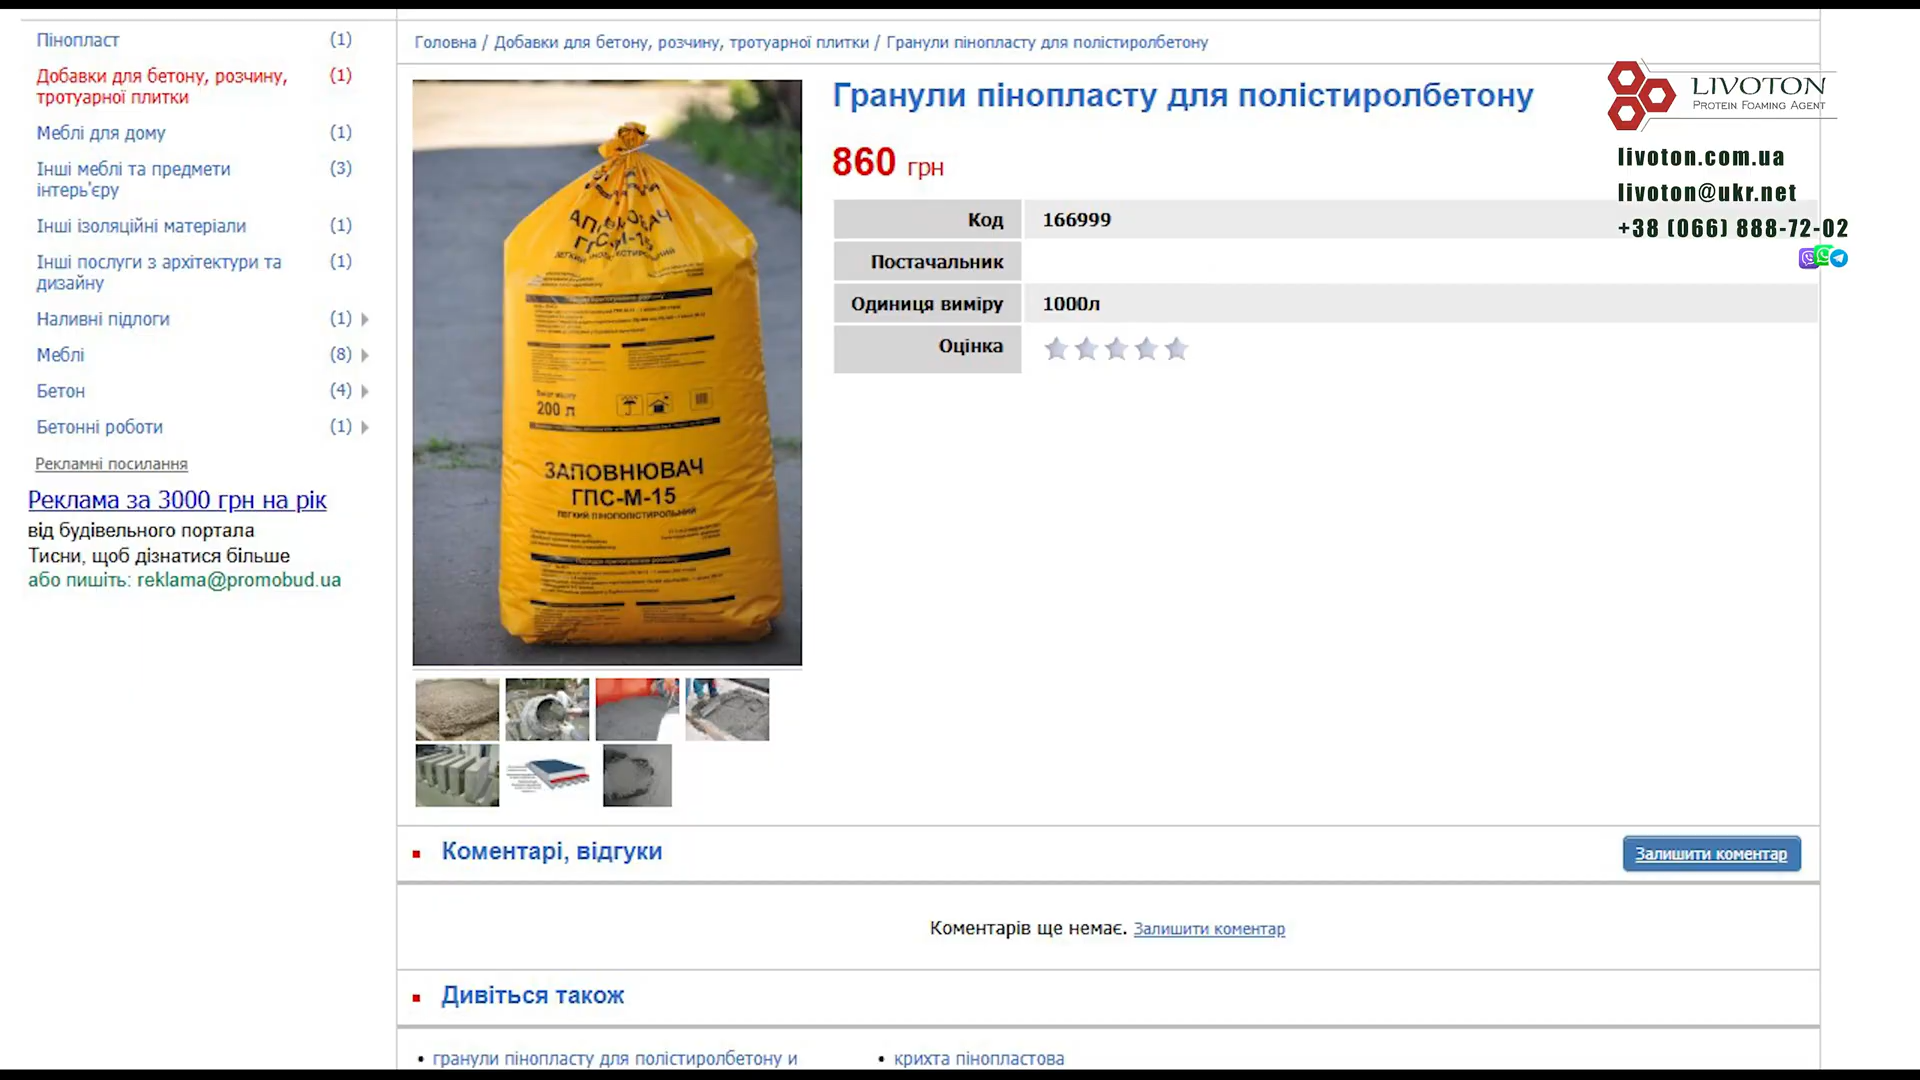 Пінопласт (1)
Добавки для бетону, розчину, (1)
тротуарної плитки
Меблі для дому (1)
Інші меблі та предмети (3)
інтерь'єру
Інші ізоляційні матеріали (1)
Інші послуги з архітектури та (1)
дизайну
Наливні підлоги (1)
Меблі (8)
Бетон (4)
Бетонні роботи (1)
Рекламні посилання
Реклама за 3000 грн на рік
від будівельного портала
Тисни, щоб дізнатися більше
або пишіть: reklama@promobud.ua
Головна / Добавки для бетону, розчину, тротуарної плитки / Гранули пінопласту для полістиролбетону
200 л
ЗАПОВНЮВАЧ
ГПС-М-15
ЛЕГКИЙ ПІНОПОЛІСТИРОЛЬНИЙ
Гранули пінопласту для полістиролбетону
860 грн
Код 166999
Постачальник
Одиниця виміру 1000л
Оцінка
LIVOTON
PROTEIN FOAMING AGENT
livoton.com.ua
livoton@ukr.net
+38 (066) 888-72-02
Коментарі, відгуки
Залишити коментар
Коментарів ще немає. Залишити коментар
Дивіться також
• гранули пінопласту для полістиролбетону и
• крихта пінопластова